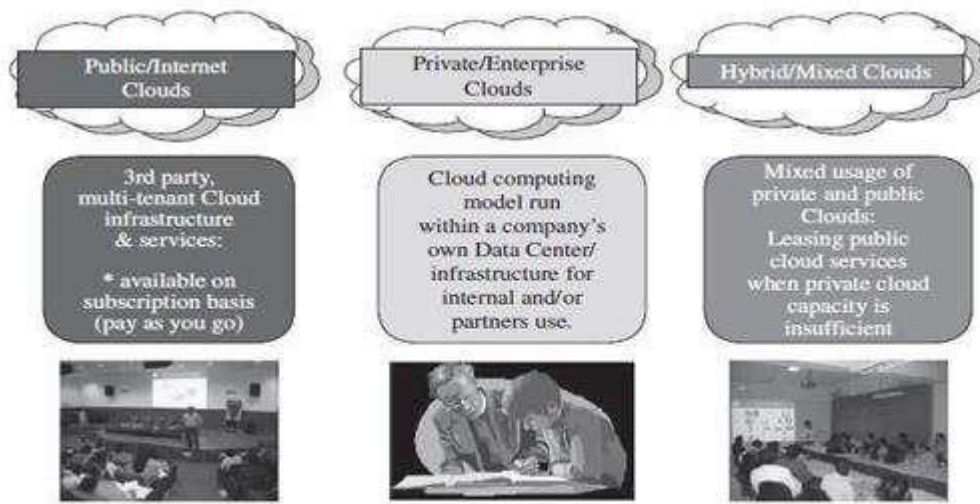 Public/Internet
Clouds
3rd party,
multi-tenant Cloud
infrastructure
& services:
* available on
subscription basis
(pay as you go)
Private/Enterprise
Clouds
Cloud computing
model run
within a company's
own Data Center/
infrastructure for
internal and/or
partners use.
Hybrid/Mixed Clouds
Mixed usage of
private and public
Clouds:
Leasing public
cloud services
when private cloud
capacity is
insufficient